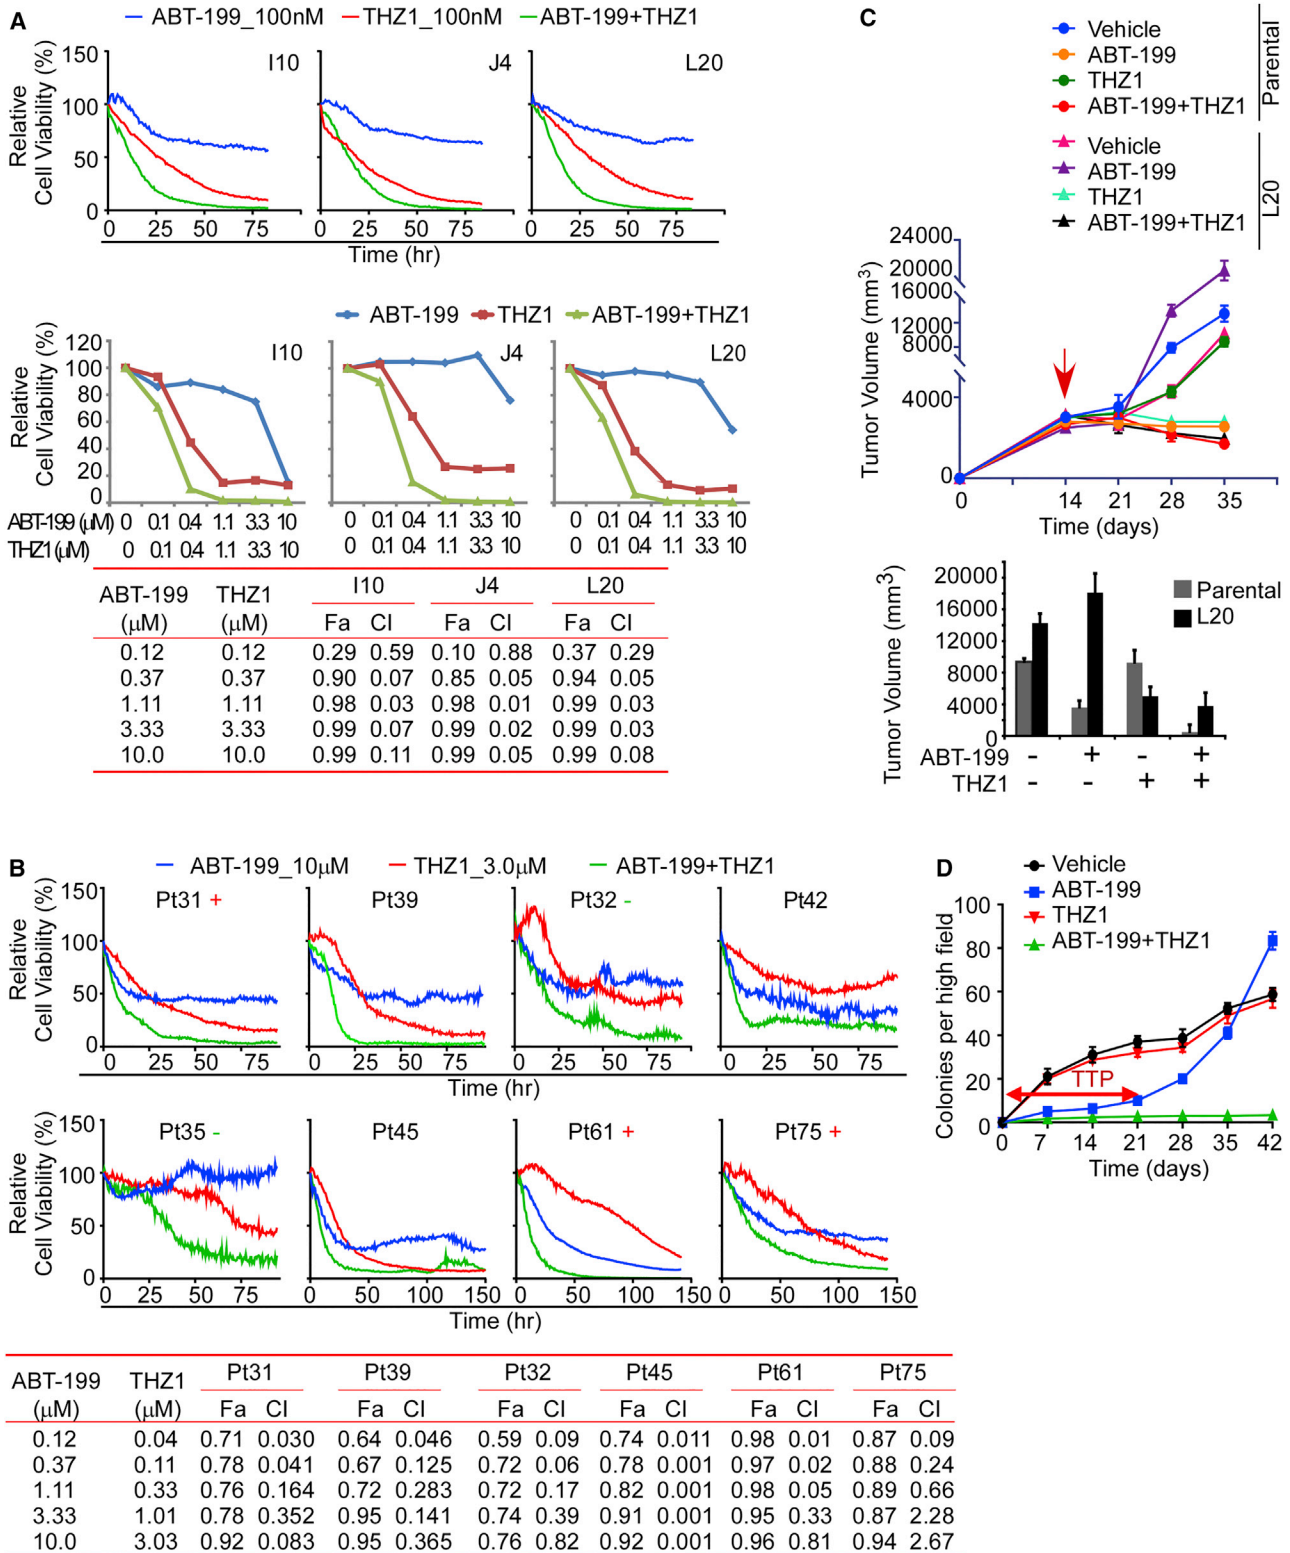 A
ABT-199_100nM THZ1_100nM ABT-199+THZ1
Relative
Cell Viability (%)
150
100
50
0
I10
J4
L20
0 25 50 75 0 25 50 75 0 25 50 75
Time (hr)
ABT-199 THZ1 ABT-199+THZ1
Relative
Cell Viability (%)
120
100
80
60
40
20
0
I10
J4
L20
ABT-199 (μM) 0 0.1 0.4 1.1 3.3 10 0 0.1 0.4 1.1 3.3 10 0 0.1 0.4 1.1 3.3 10
THZ1 (μM) 0 0.1 0.4 1.1 3.3 10 0 0.1 0.4 1.1 3.3 10 0 0.1 0.4 1.1 3.3 10
ABT-199 THZ1 I10 J4 L20
(μM) (μM) Fa CI Fa CI Fa CI
0.12 0.12 0.29 0.59 0.10 0.88 0.37 0.29
0.37 0.37 0.90 0.07 0.85 0.05 0.94 0.05
1.11 1.11 0.98 0.03 0.98 0.01 0.99 0.03
3.33 3.33 0.99 0.07 0.99 0.02 0.99 0.03
10.0 10.0 0.99 0.11 0.99 0.05 0.99 0.08
C
Vehicle
ABT-199
THZ1
ABT-199+THZ1
Parental
Vehicle
ABT-199
THZ1
ABT-199+THZ1
L20
Tumor Volume (mm3)
24000
20000
16000
12000
8000
4000
0
0 14 21 28 35
Time (days)
Tumor Volume (mm3)
20000
16000
12000
8000
4000
0
Parental
L20
ABT-199 - + - +
THZ1 - - + +
B
ABT-199_10μM THZ1_3.0μM ABT-199+THZ1
Relative
Cell Viability (%)
150
100
50
0
Pt31 +
Pt39
Pt32 -
Pt42
0 25 50 75 0 25 50 75 0 25 50 75 0 25 50 75
Time (hr)
Relative
Cell Viability (%)
150
100
50
0
Pt35 -
Pt45
Pt61 +
Pt75 +
0 25 50 75 0 50 100 150 0 50 100 150 0 50 100 150
Time (hr)
ABT-199 THZ1 Pt31 Pt39 Pt32 Pt45 Pt61 Pt75
(μM) (μM) Fa CI Fa CI Fa CI Fa CI Fa CI Fa CI
0.12 0.04 0.71 0.030 0.64 0.046 0.59 0.09 0.74 0.011 0.98 0.01 0.87 0.09
0.37 0.11 0.78 0.041 0.67 0.125 0.72 0.06 0.78 0.001 0.97 0.02 0.88 0.24
1.11 0.33 0.76 0.164 0.72 0.283 0.72 0.17 0.82 0.001 0.98 0.05 0.89 0.66
3.33 1.01 0.78 0.352 0.95 0.141 0.74 0.39 0.91 0.001 0.95 0.33 0.87 2.28
10.0 3.03 0.92 0.083 0.95 0.365 0.76 0.82 0.92 0.001 0.96 0.81 0.94 2.67
D
Vehicle
ABT-199
THZ1
ABT-199+THZ1
Colonies per high field
100
80
60
40
20
0
TTP
0 7 14 21 28 35 42
Time (days)